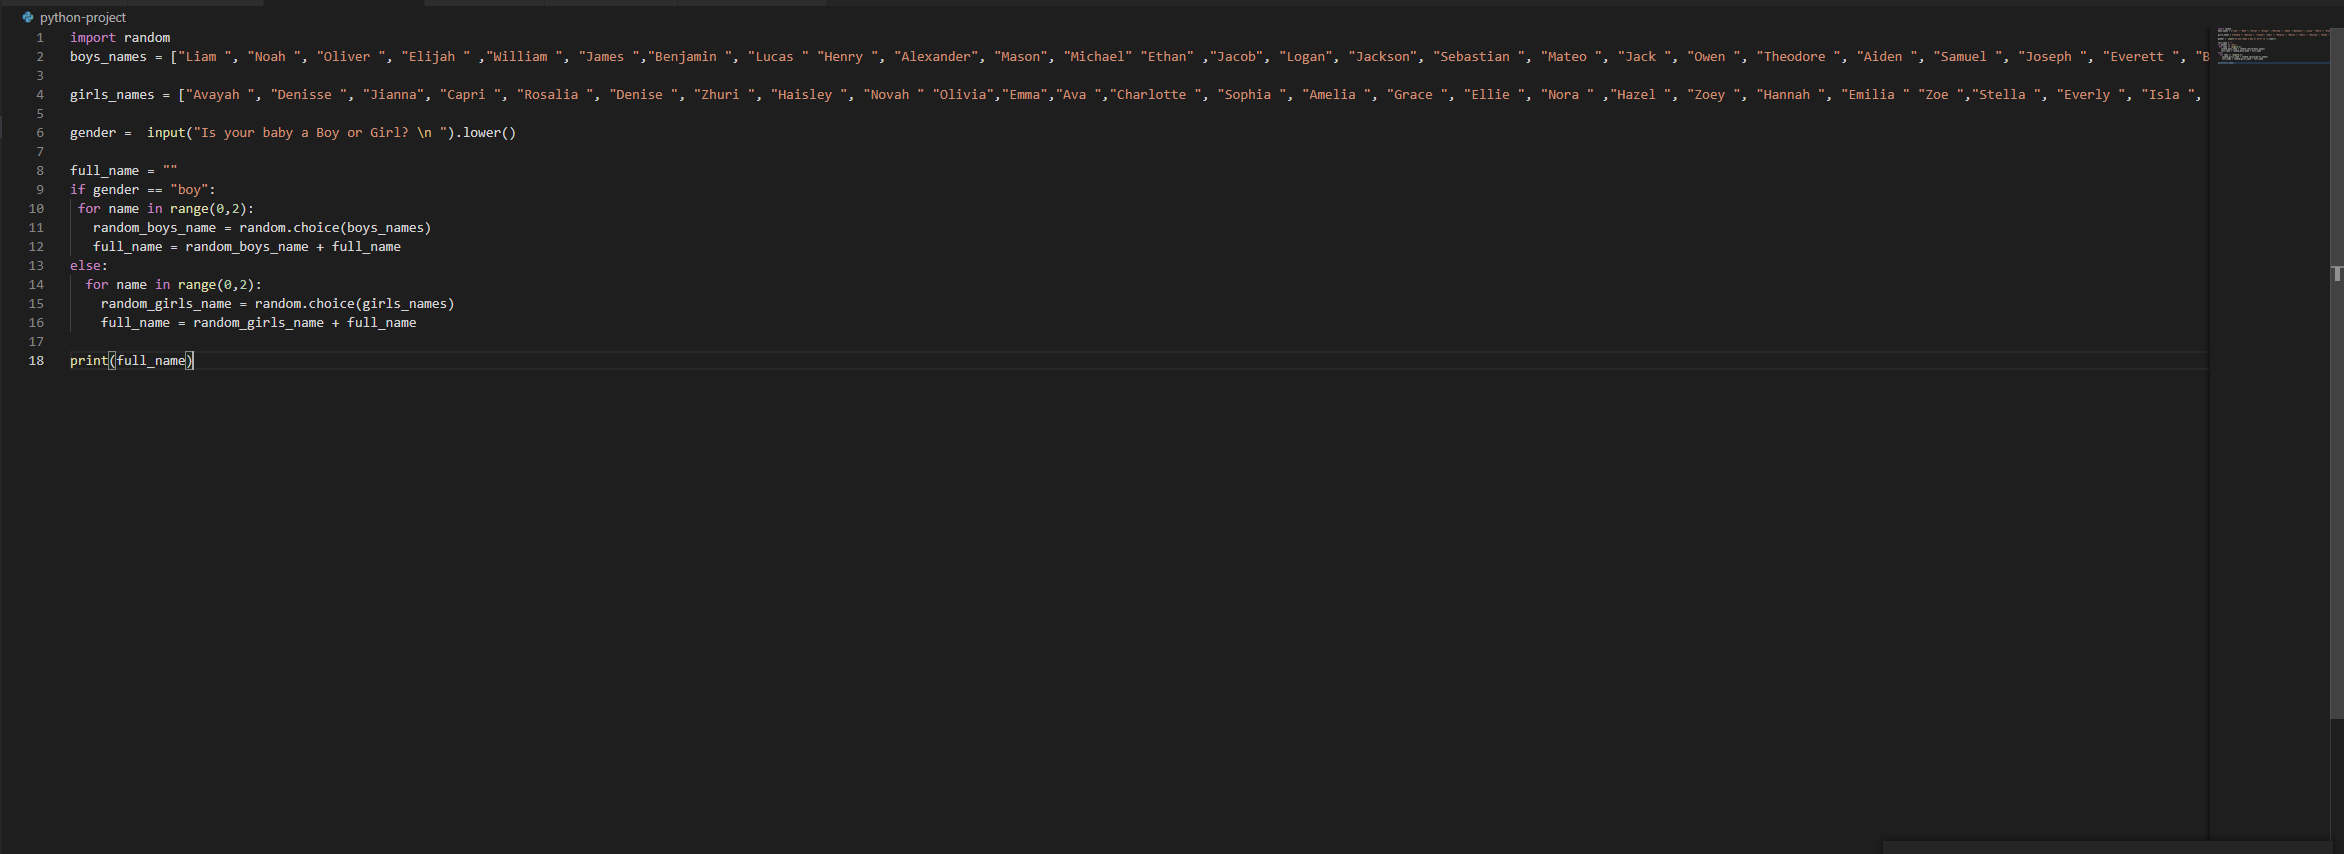 python-project
1 import random
2 boys_names = ["Liam ", "Noah ", "Oliver ", "Elijah " ,"William ", "James ","Benjamin ", "Lucas " "Henry ", "Alexander", "Mason", "Michael" "Ethan" ,"Jacob", "Logan", "Jackson", "Sebastian ", "Mateo ", "Jack ", "Owen ", "Theodore ", "Aiden ", "Samuel ", "Joseph ", "Everett ", "B
3
4 girls_names = ["Avayah ", "Denisse ", "Jianna", "Capri ", "Rosalia ", "Denise ", "Zhuri ", "Haisley ", "Novah " "Olivia","Emma","Ava ","Charlotte ", "Sophia ", "Amelia ", "Grace ", "Ellie ", "Nora " ,"Hazel ", "Zoey ", "Hannah ", "Emilia " "Zoe ","Stella ", "Everly ", "Isla ",
5
6 gender =  input("Is your baby a Boy or Girl? \n ").lower()
7
8 full_name = ""
9 if gender == "boy":
10  for name in range(0,2):
11    random_boys_name = random.choice(boys_names)
12    full_name = random_boys_name + full_name
13 else:
14   for name in range(0,2):
15     random_girls_name = random.choice(girls_names)
16     full_name = random_girls_name + full_name
17
18 print(full_name)